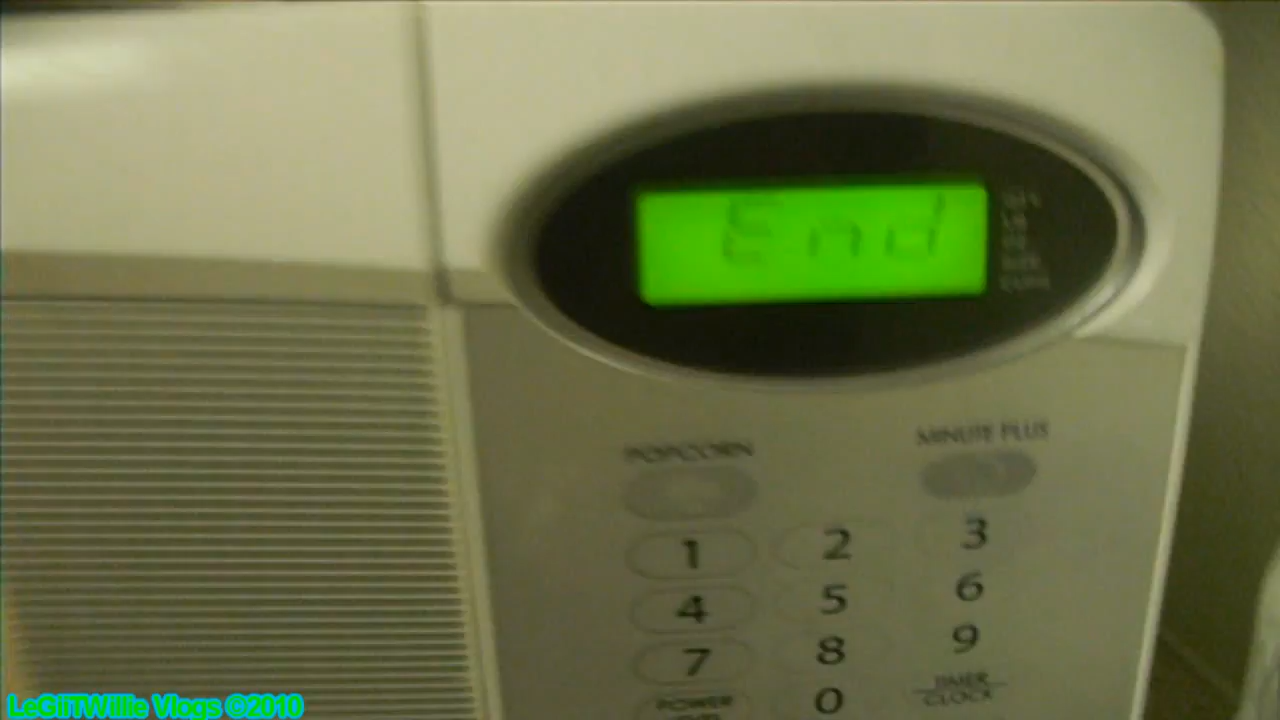 End
POPCORN
MINUTE PLUS
1 2 3
4 5 6
7 8 9
POWER
0
TIMER
CLOCK
LeGiiTWillie Vlogs ©2010